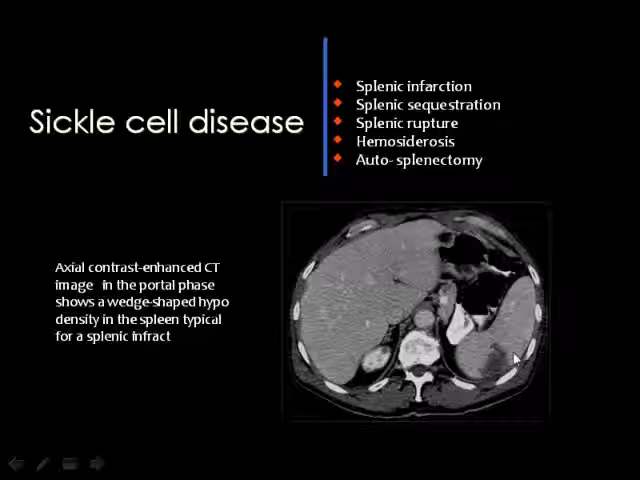 Sickle cell disease
Splenic infarction
Splenic sequestration
Splenic rupture
Hemosiderosis
Auto- splenectomy
Axial contrast-enhanced CT
image in the portal phase
shows a wedge-shaped hypo
density in the spleen typical
for a splenic infract